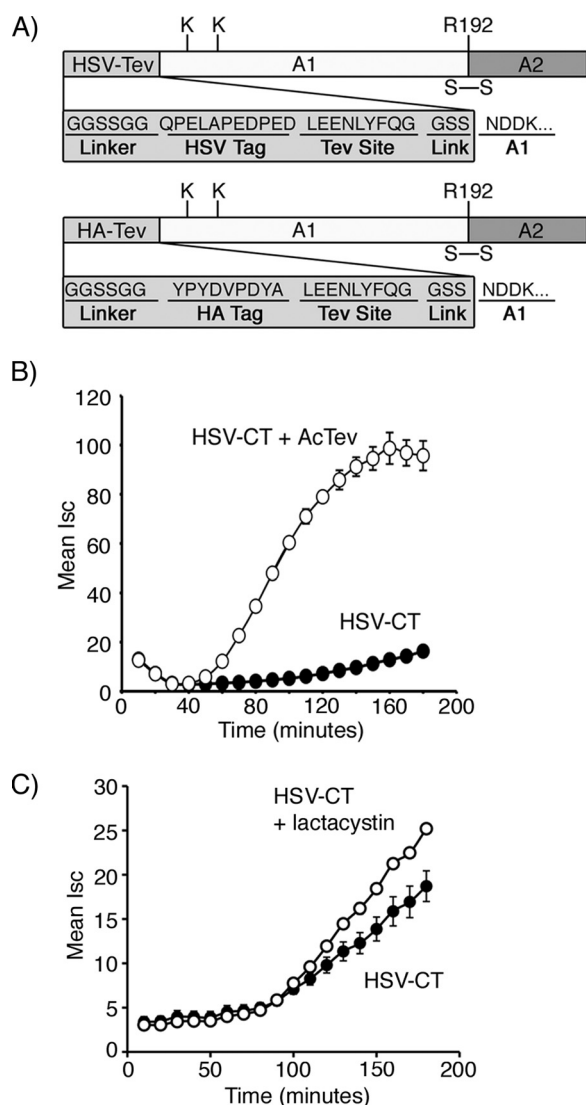 A)
K K R192
HSV-Tev A1 A2
S—S
GGSSGG QPELAPEDPED LEENLYFQG GSS NDDK...
Linker HSV Tag Tev Site Link A1
K K R192
HA-Tev A1 A2
S—S
GGSSGG YPYDVPDYA LEENLYFQG GSS NDDK...
Linker HA Tag Tev Site Link A1
B)
120
100
80
60
40
20
0
Mean Isc
HSV-CT + AcTev
HSV-CT
0 40 80 120 160 200
Time (minutes)
C)
30
25
20
15
10
5
0
Mean Isc
HSV-CT
+ lactacystin
HSV-CT
0 50 100 150 200
Time (minutes)